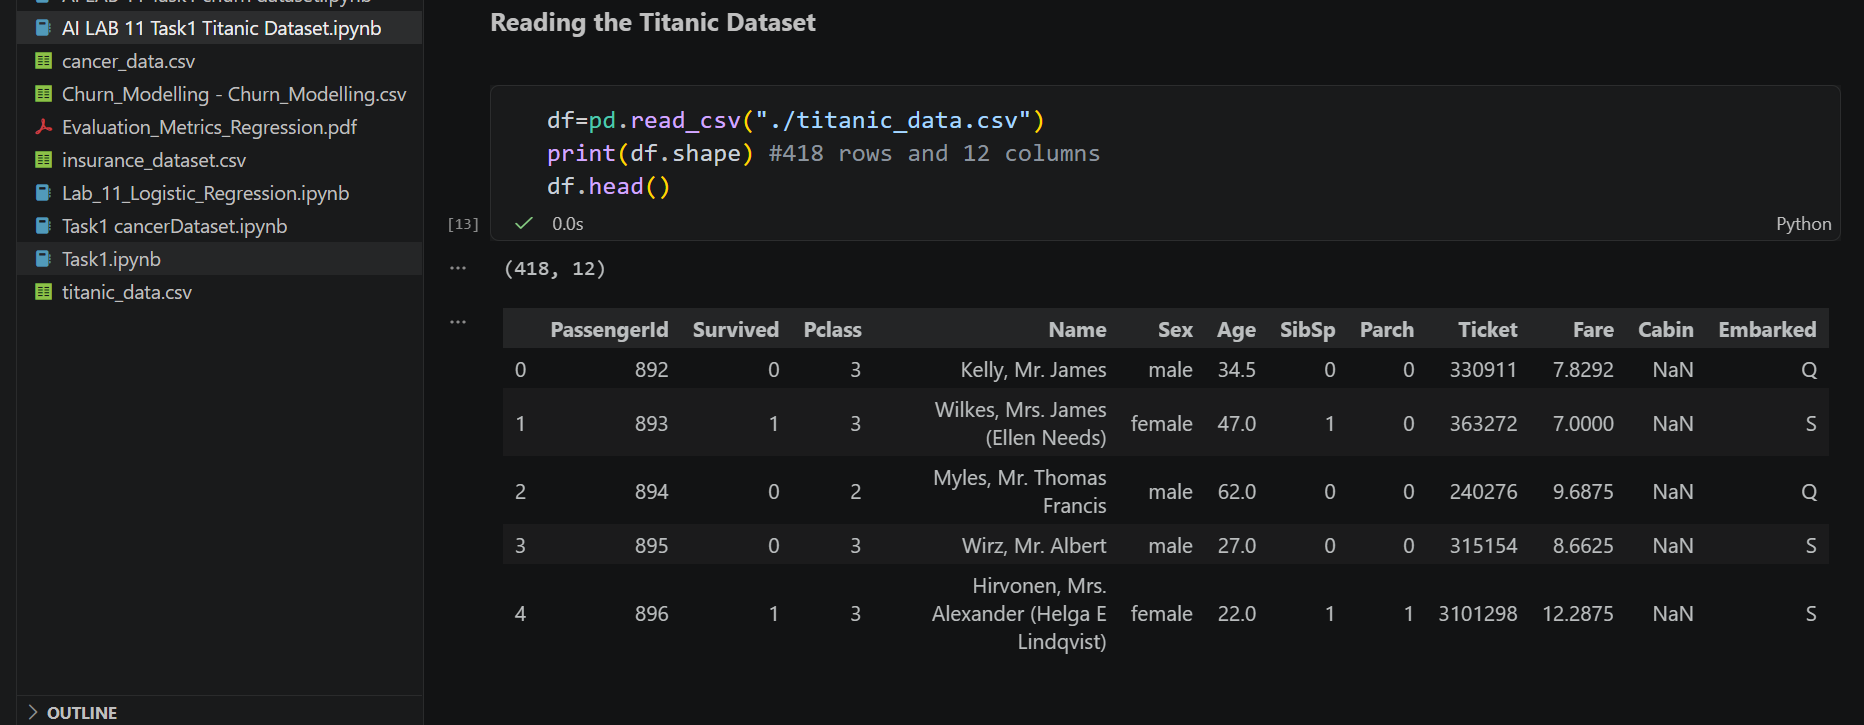 AI LAB 11 Task1 churn dataset.ipynb
AI LAB 11 Task1 Titanic Dataset.ipynb
cancer_data.csv
Churn_Modelling - Churn_Modelling.csv
Evaluation_Metrics_Regression.pdf
insurance_dataset.csv
Lab_11_Logistic_Regression.ipynb
Task1 cancerDataset.ipynb
Task1.ipynb
titanic_data.csv
OUTLINE
Reading the Titanic Dataset
df=pd.read_csv("./titanic_data.csv")
print(df.shape) #418 rows and 12 columns
df.head()
[13] 0.0s Python
... (418, 12)
...
PassengerId Survived Pclass Name Sex Age SibSp Parch Ticket Fare Cabin Embarked
0 892 0 3 Kelly, Mr. James male 34.5 0 0 330911 7.8292 NaN Q
Wilkes, Mrs. James
1 893 1 3 (Ellen Needs) female 47.0 1 0 363272 7.0000 NaN S
Myles, Mr. Thomas
2 894 0 2 Francis male 62.0 0 0 240276 9.6875 NaN Q
3 895 0 3 Wirz, Mr. Albert male 27.0 0 0 315154 8.6625 NaN S
Hirvonen, Mrs.
4 896 1 3 Alexander (Helga E female 22.0 1 1 3101298 12.2875 NaN S
Lindqvist)